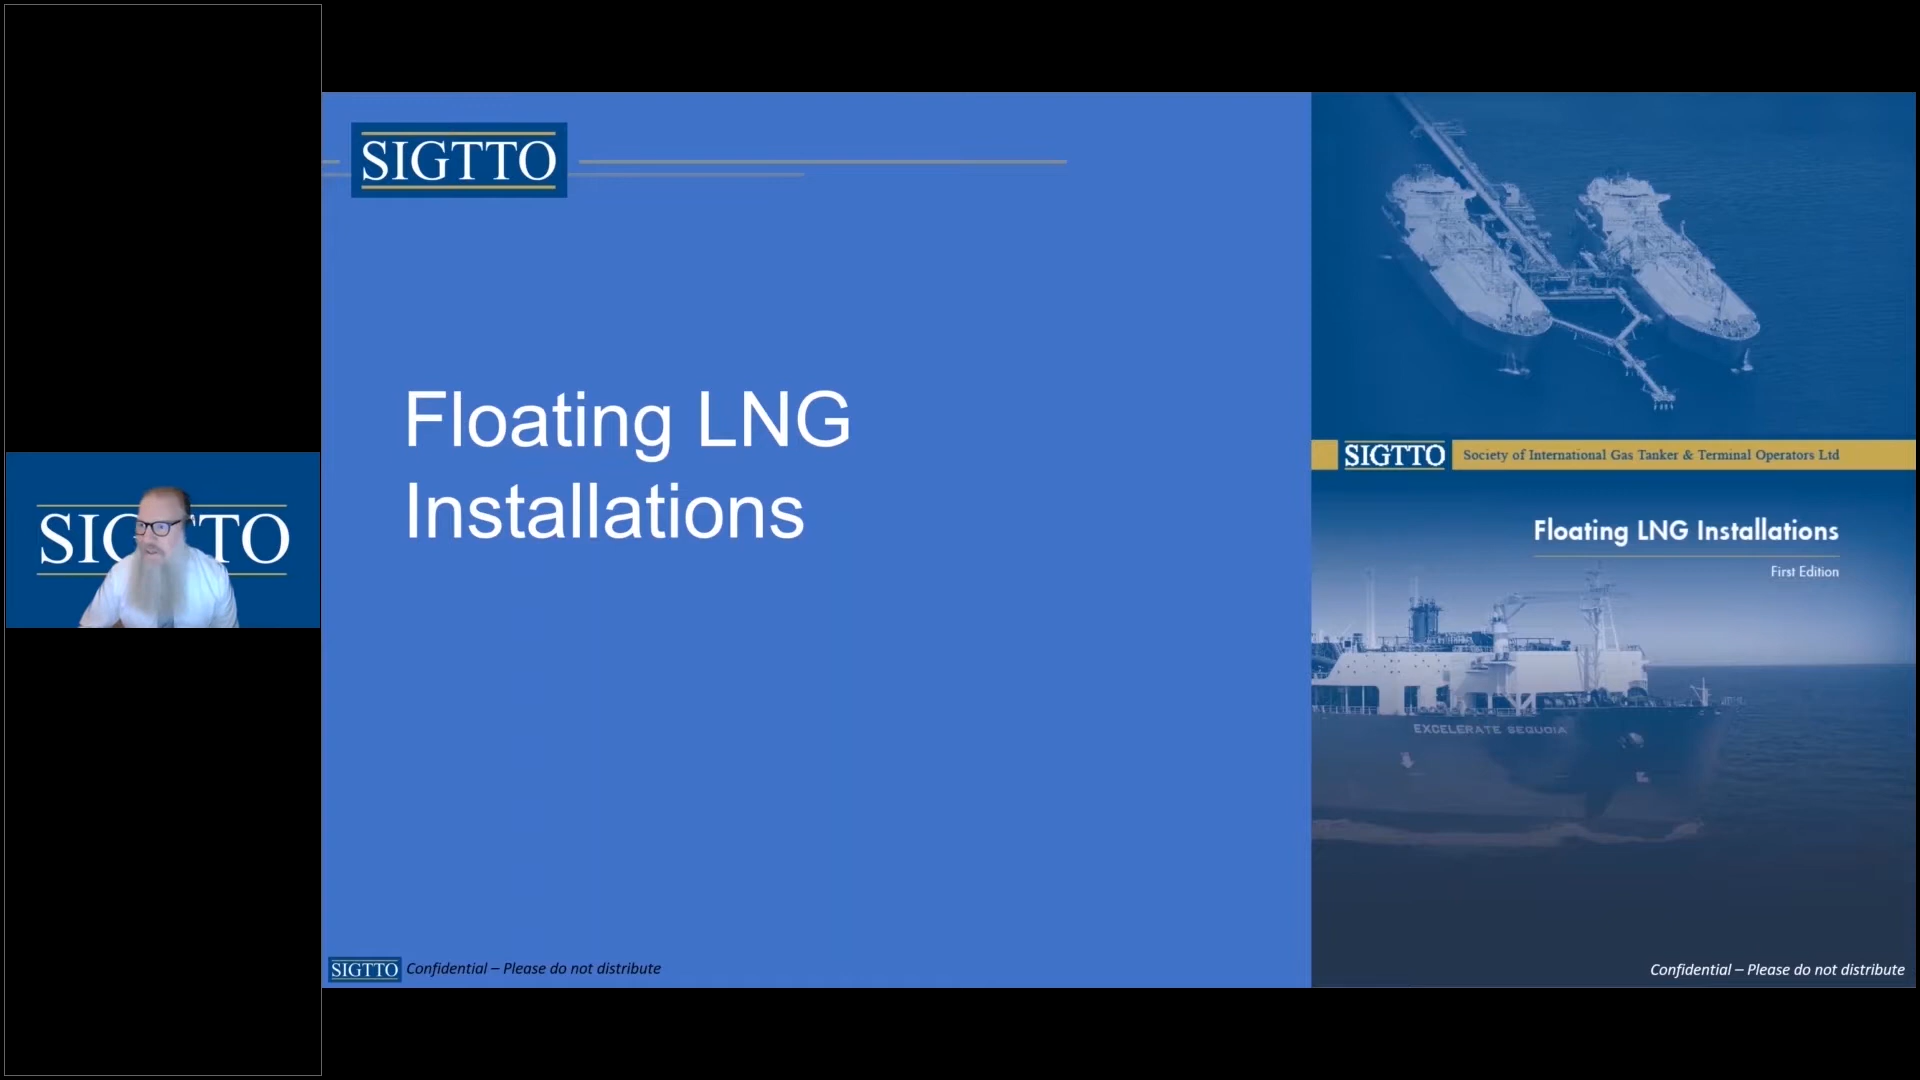 SIGTTO
Floating LNG
Installations
SIGTTO Society of International Gas Tanker & Terminal Operators Ltd
Floating LNG Installations
First Edition
EXCELERATE SEQUOIA
SIGTTO Confidential – Please do not distribute
Confidential – Please do not distribute